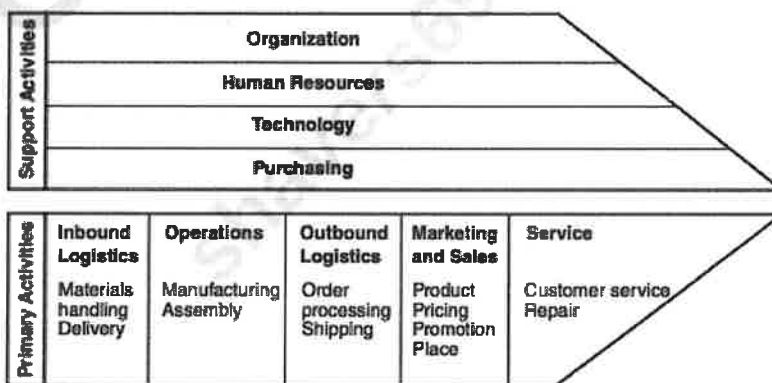 Support Activities
Organization
Human Resources
Technology
Purchasing
Primary Activities
Inbound
Logistics
Materials
handling
Delivery
Operations
Manufacturing
Assembly
Outbound
Logistics
Order
processing
Shipping
Marketing
and Sales
Product
Pricing
Promotion
Place
Service
Customer service
Repair